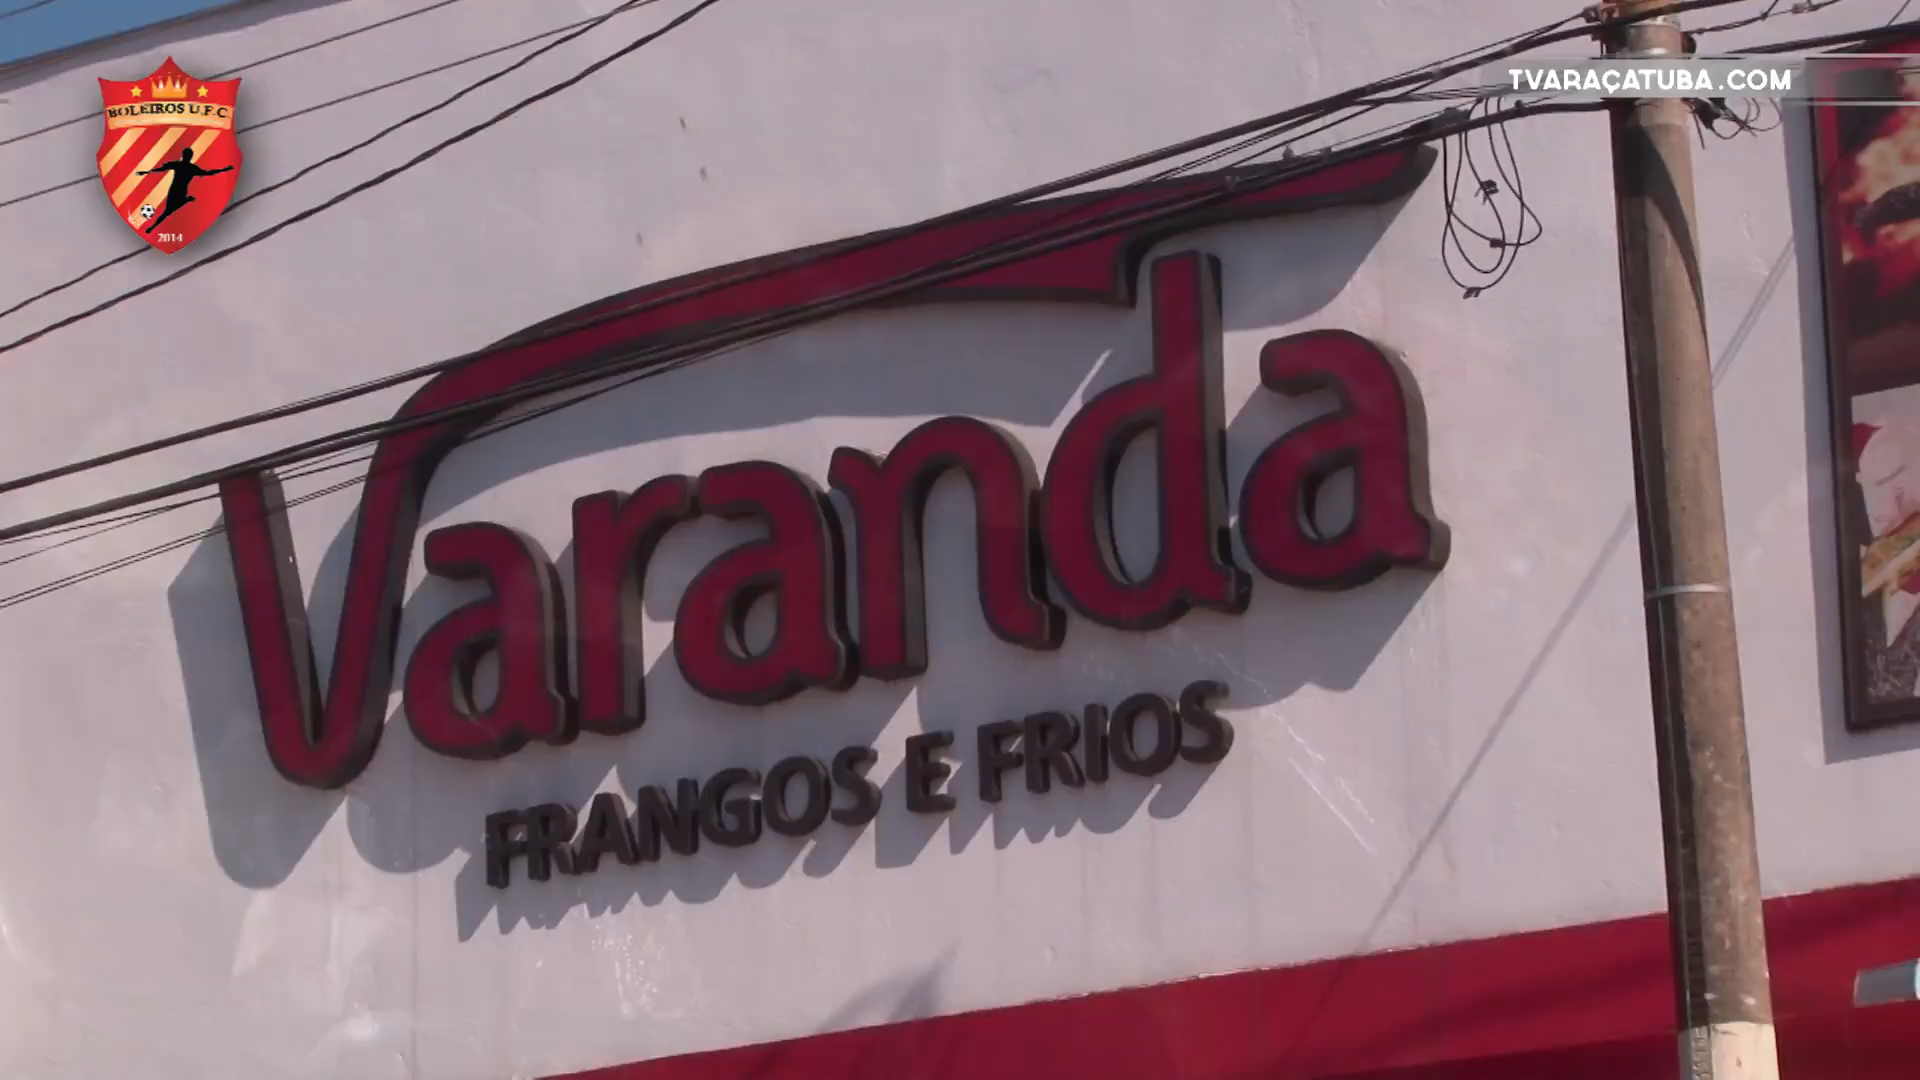 BOLEIROS U.F.C.
2014
TVARAÇATUBA.COM
Varanda
FRANGOS E FRIOS